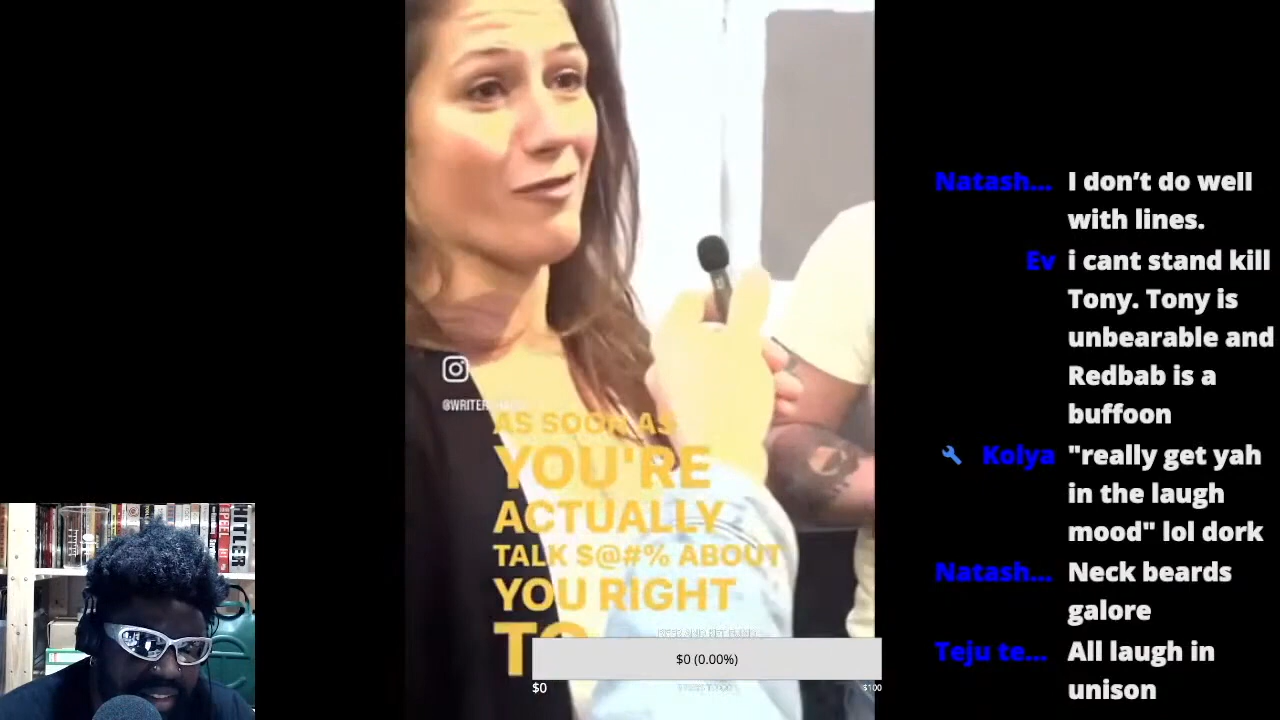 @WRITER
AS SOON AS
YOU'RE
ACTUALLY
TALK S@#% ABOUT
YOU RIGHT
TO
$0 (0.00%)
$0
$100
Natash...
I don’t do well
with lines.
Ev
i cant stand kill
Tony. Tony is
unbearable and
Redbab is a
buffoon
Kolya
"really get yah
in the laugh
mood" lol dork
Natash...
Neck beards
galore
Teju te...
All laugh in
unison
HITLER